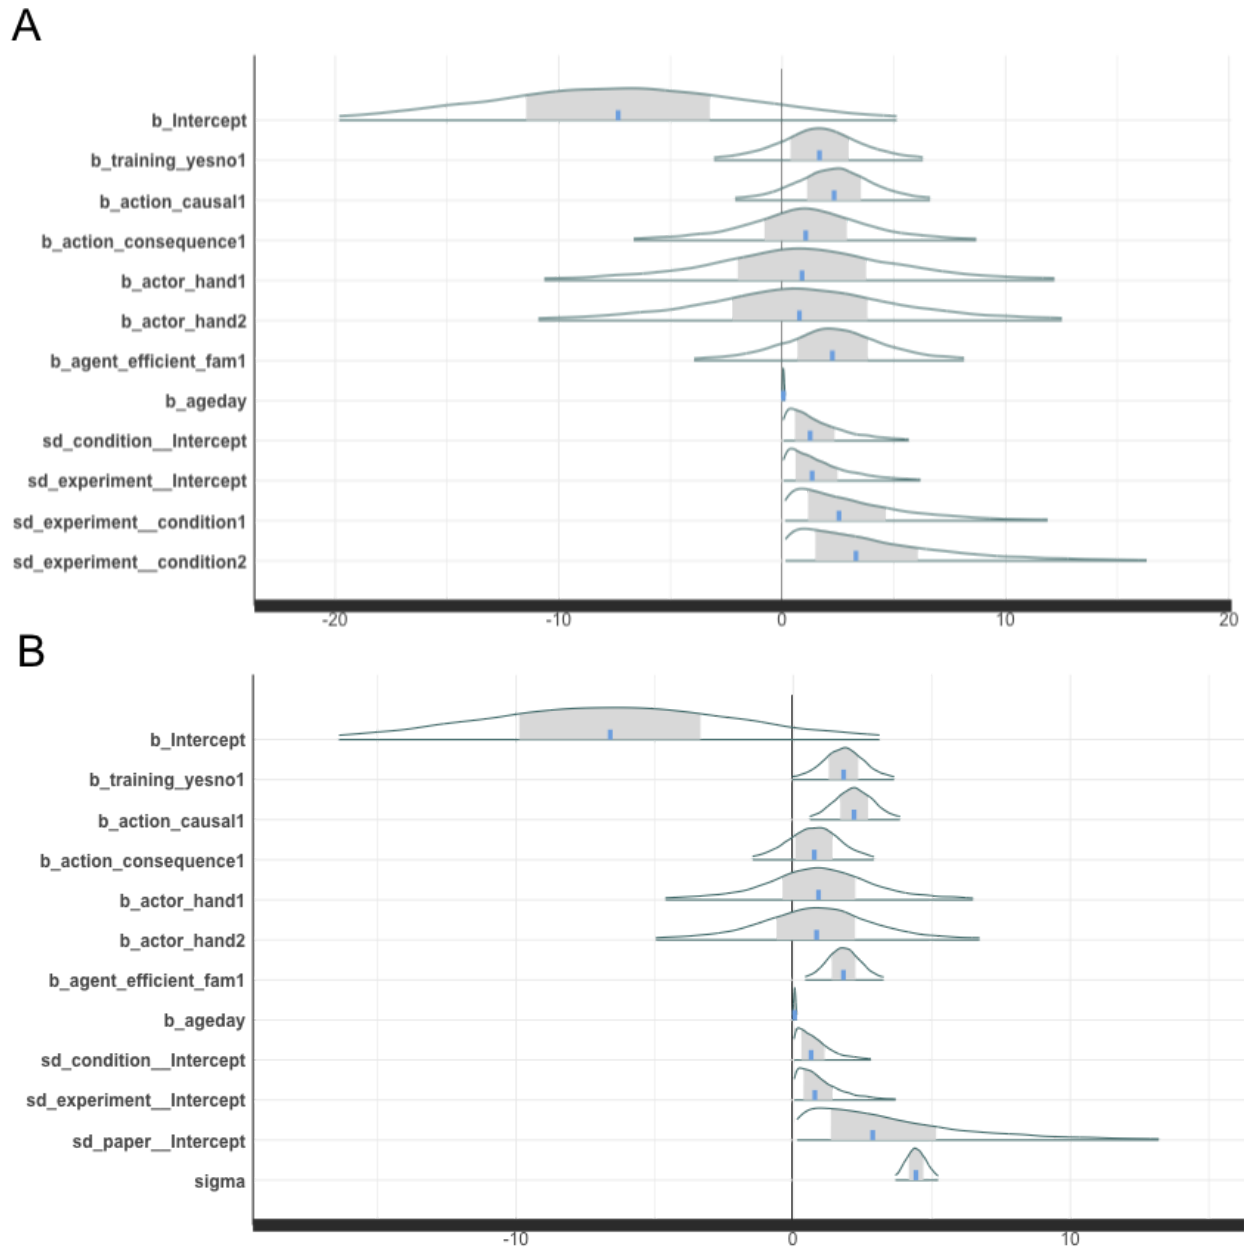 A
b_Intercept
b_training_yesno1
b_action_causal1
b_action_consequence1
b_actor_hand1
b_actor_hand2
b_agent_efficient_fam1
b_ageday
sd_condition__Intercept
sd_experiment__Intercept
sd_experiment__condition1
sd_experiment__condition2
-20 -10 0 10 20
B
b_Intercept
b_training_yesno1
b_action_causal1
b_action_consequence1
b_actor_hand1
b_actor_hand2
b_agent_efficient_fam1
b_ageday
sd_condition__Intercept
sd_experiment__Intercept
sd_paper__Intercept
sigma
-10 0 10